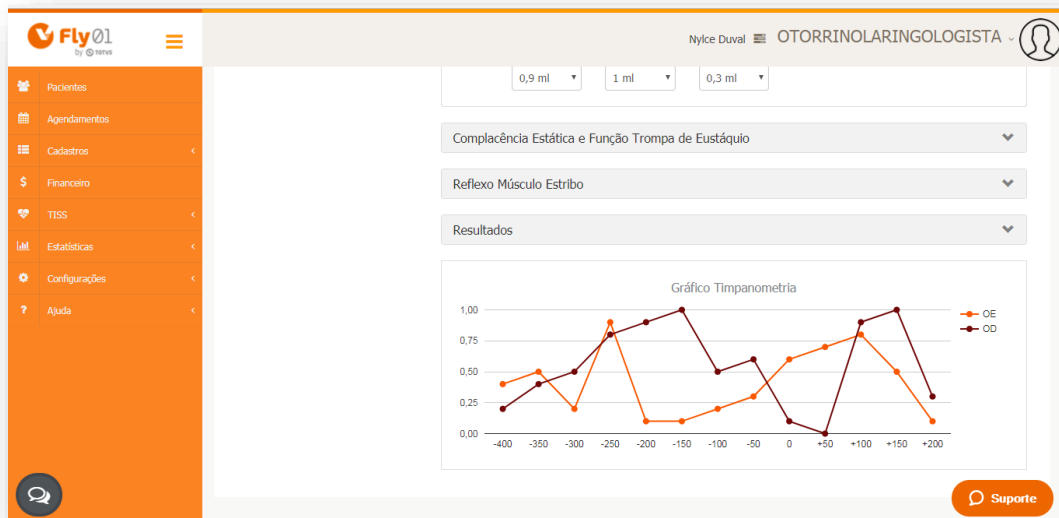 Fly01
by TOTVS
Nylce Duval OTORRINOLARINGOLOGISTA
Pacientes
Agendamentos
Cadastros
Financeiro
TISS
Estatísticas
Configurações
Ajuda
0,9 ml 1 ml 0,3 ml
Complacência Estática e Função Trompa de Eustáquio
Reflexo Músculo Estribo
Resultados
Gráfico Timpanometria
1,00
0,75
0,50
0,25
0,00
-400 -350 -300 -250 -200 -150 -100 -50 0 +50 +100 +150 +200
OE
OD
Suporte